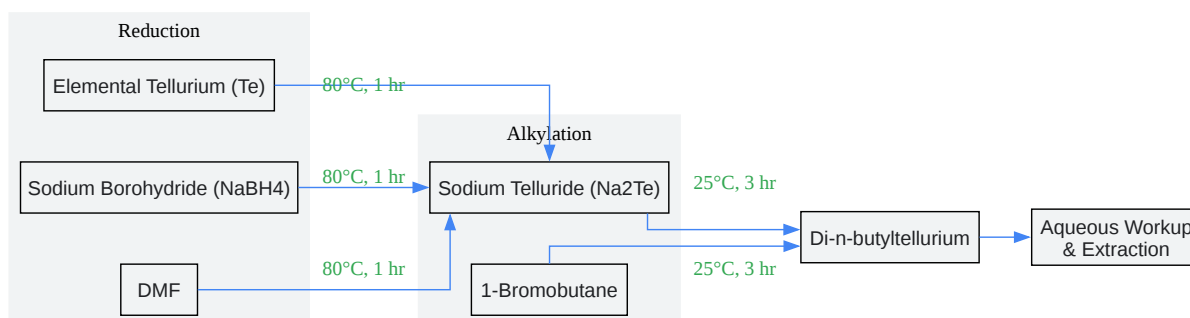 Reduction
Elemental Tellurium (Te)
80°C, 1 hr
Alkylation
Sodium Borohydride (NaBH4)
80°C, 1 hr
Sodium Telluride (Na2Te)
25°C, 3 hr
Di-n-butyltellurium
Aqueous Workup
& Extraction
80°C, 1 hr
25°C, 3 hr
DMF
1-Bromobutane